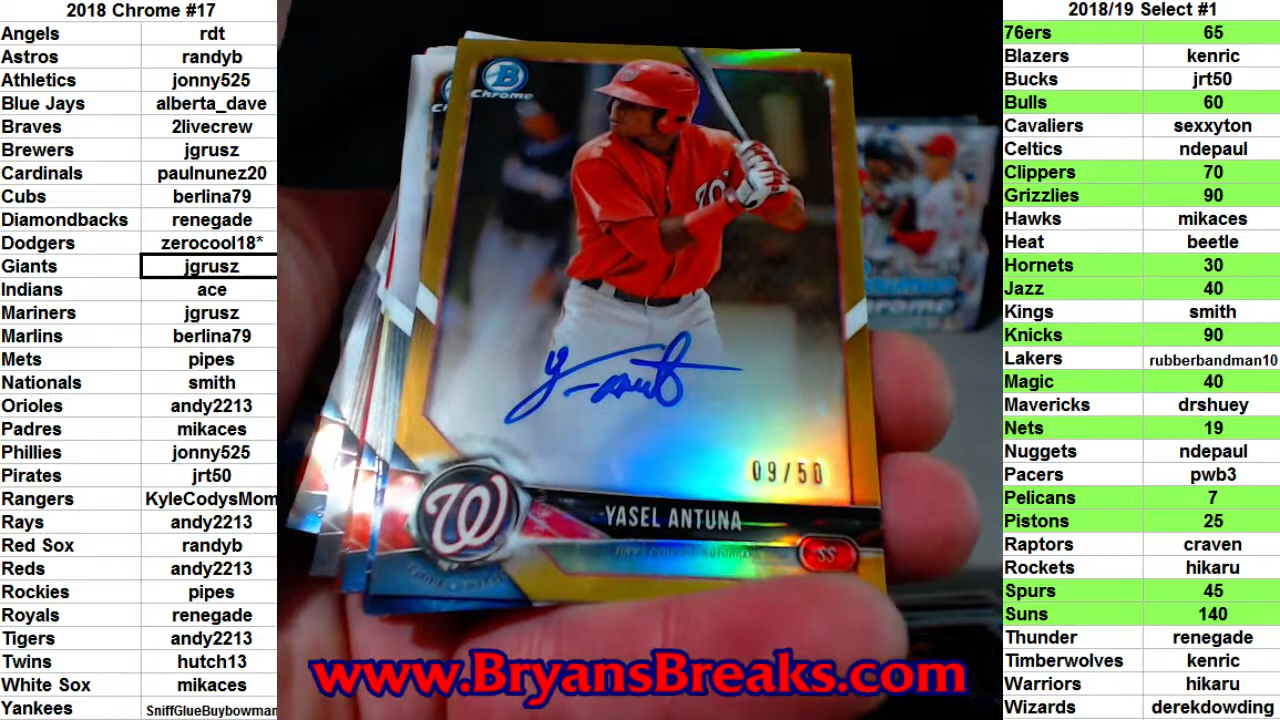 2018 Chrome #17
Angels rdt
Astros randyb
Athletics jonny525
Blue Jays alberta_dave
Braves 2livecrew
Brewers jgrusz
Cardinals paulnunez20
Cubs berlina79
Diamondbacks renegade
Dodgers zerocool18*
Giants jgrusz
Indians ace
Mariners jgrusz
Marlins berlina79
Mets pipes
Nationals smith
Orioles andy2213
Padres mikaces
Phillies jonny525
Pirates jrt50
Rangers KyleCodysMom
Rays andy2213
Red Sox randyb
Reds andy2213
Rockies pipes
Royals renegade
Tigers andy2213
Twins hutch13
White Sox mikaces
Yankees SniffGlueBuybowman
B
Chrome
09/50
W
YASEL ANTUNA
SS
www.BryansBreaks.com
2018/19 Select #1
76ers 65
Blazers kenric
Bucks jrt50
Bulls 60
Cavaliers sexxyton
Celtics ndepaul
Clippers 70
Grizzlies 90
Hawks mikaces
Heat beetle
Hornets 30
Jazz 40
Kings smith
Knicks 90
Lakers rubberbandman10
Magic 40
Mavericks drshuey
Nets 19
Nuggets ndepaul
Pacers pwb3
Pelicans 7
Pistons 25
Raptors craven
Rockets hikaru
Spurs 45
Suns 140
Thunder renegade
Timberwolves kenric
Warriors hikaru
Wizards derekdowding